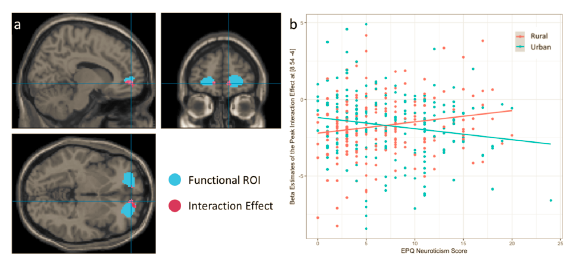 a
Functional ROI
Interaction Effect
b
Rural
Urban
Beta Estimates of the Peak Interaction Effect at [8 54 -4]
5
0
-5
0
5
10
15
20
25
EPQ Neuroticism Score